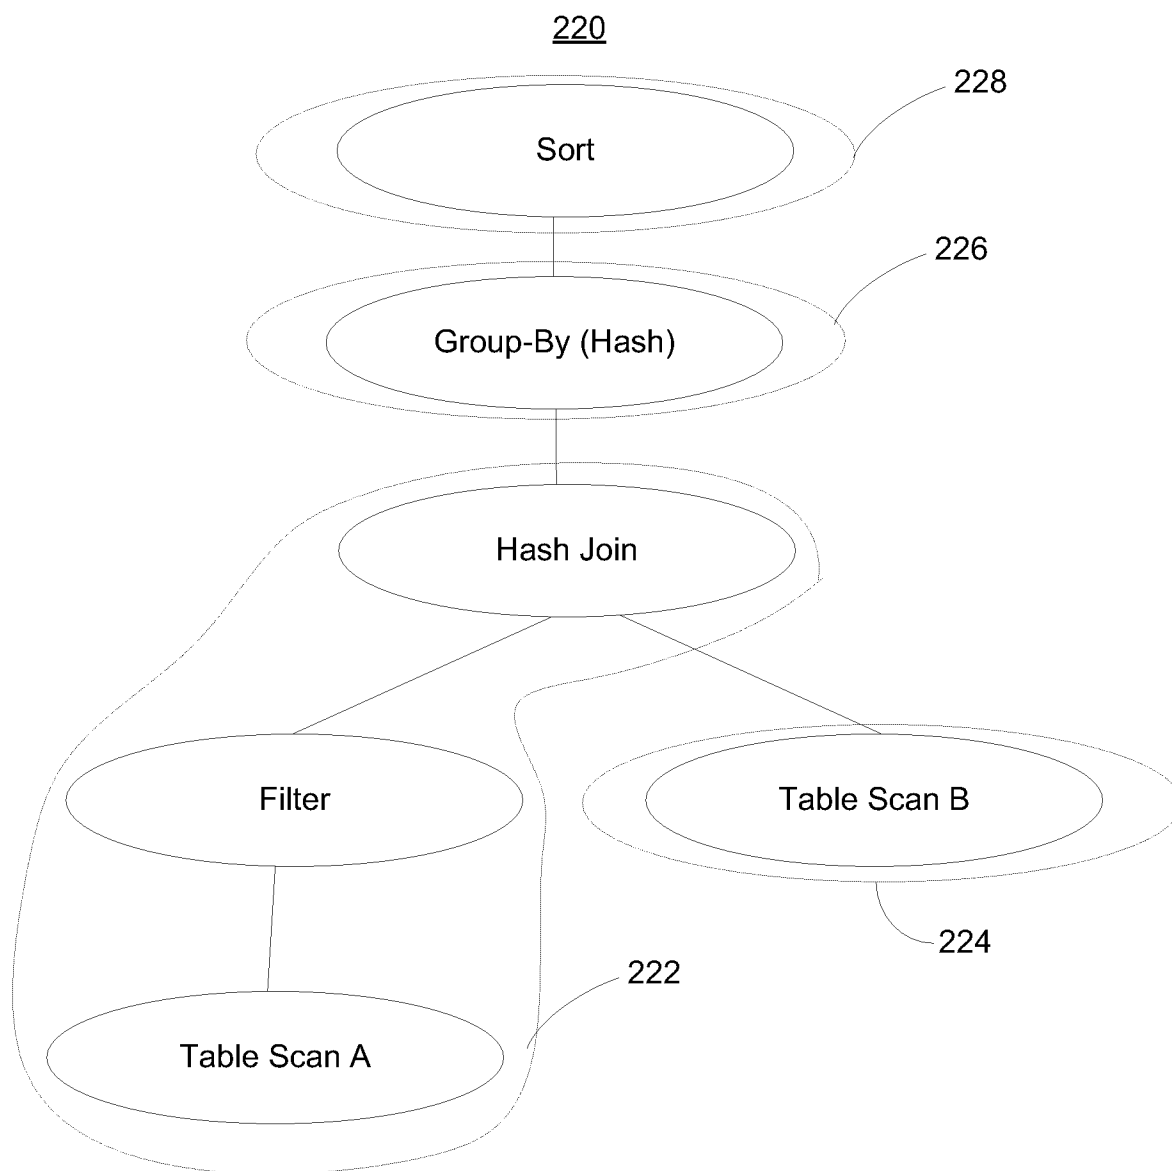 220
228
Sort
226
Group-By (Hash)
Hash Join
Filter
Table Scan B
224
222
Table Scan A